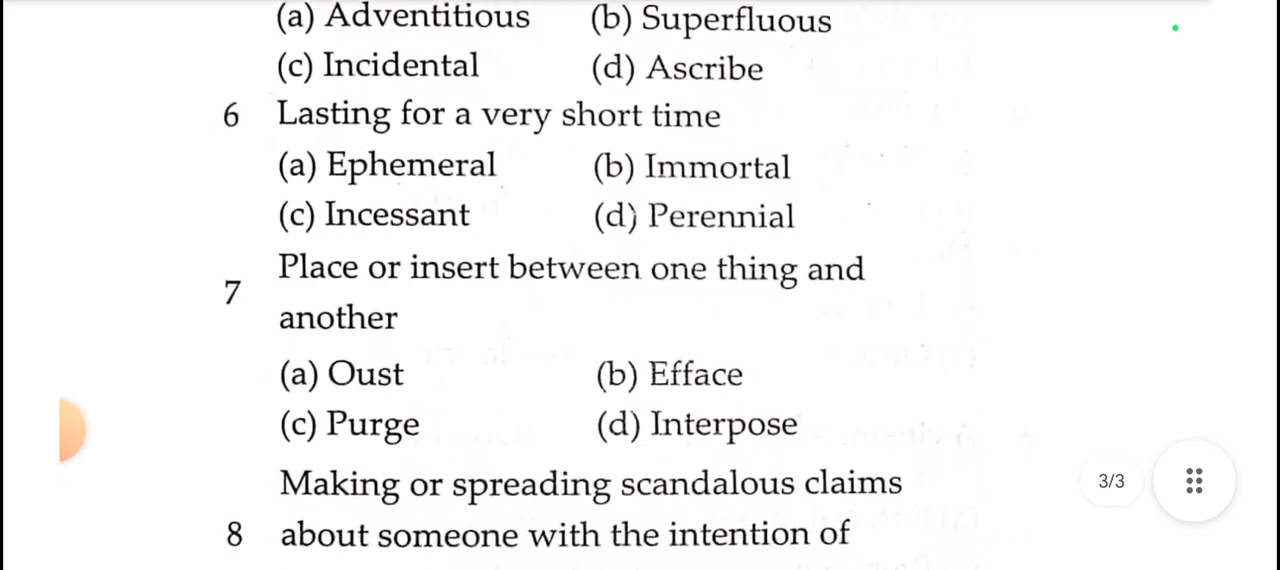 (a) Adventitious (b) Superfluous
(c) Incidental (d) Ascribe
6 Lasting for a very short time
(a) Ephemeral (b) Immortal
(c) Incessant (d) Perennial
7 Place or insert between one thing and
another
(a) Oust (b) Efface
(c) Purge (d) Interpose
Making or spreading scandalous claims
8 about someone with the intention of
3/3